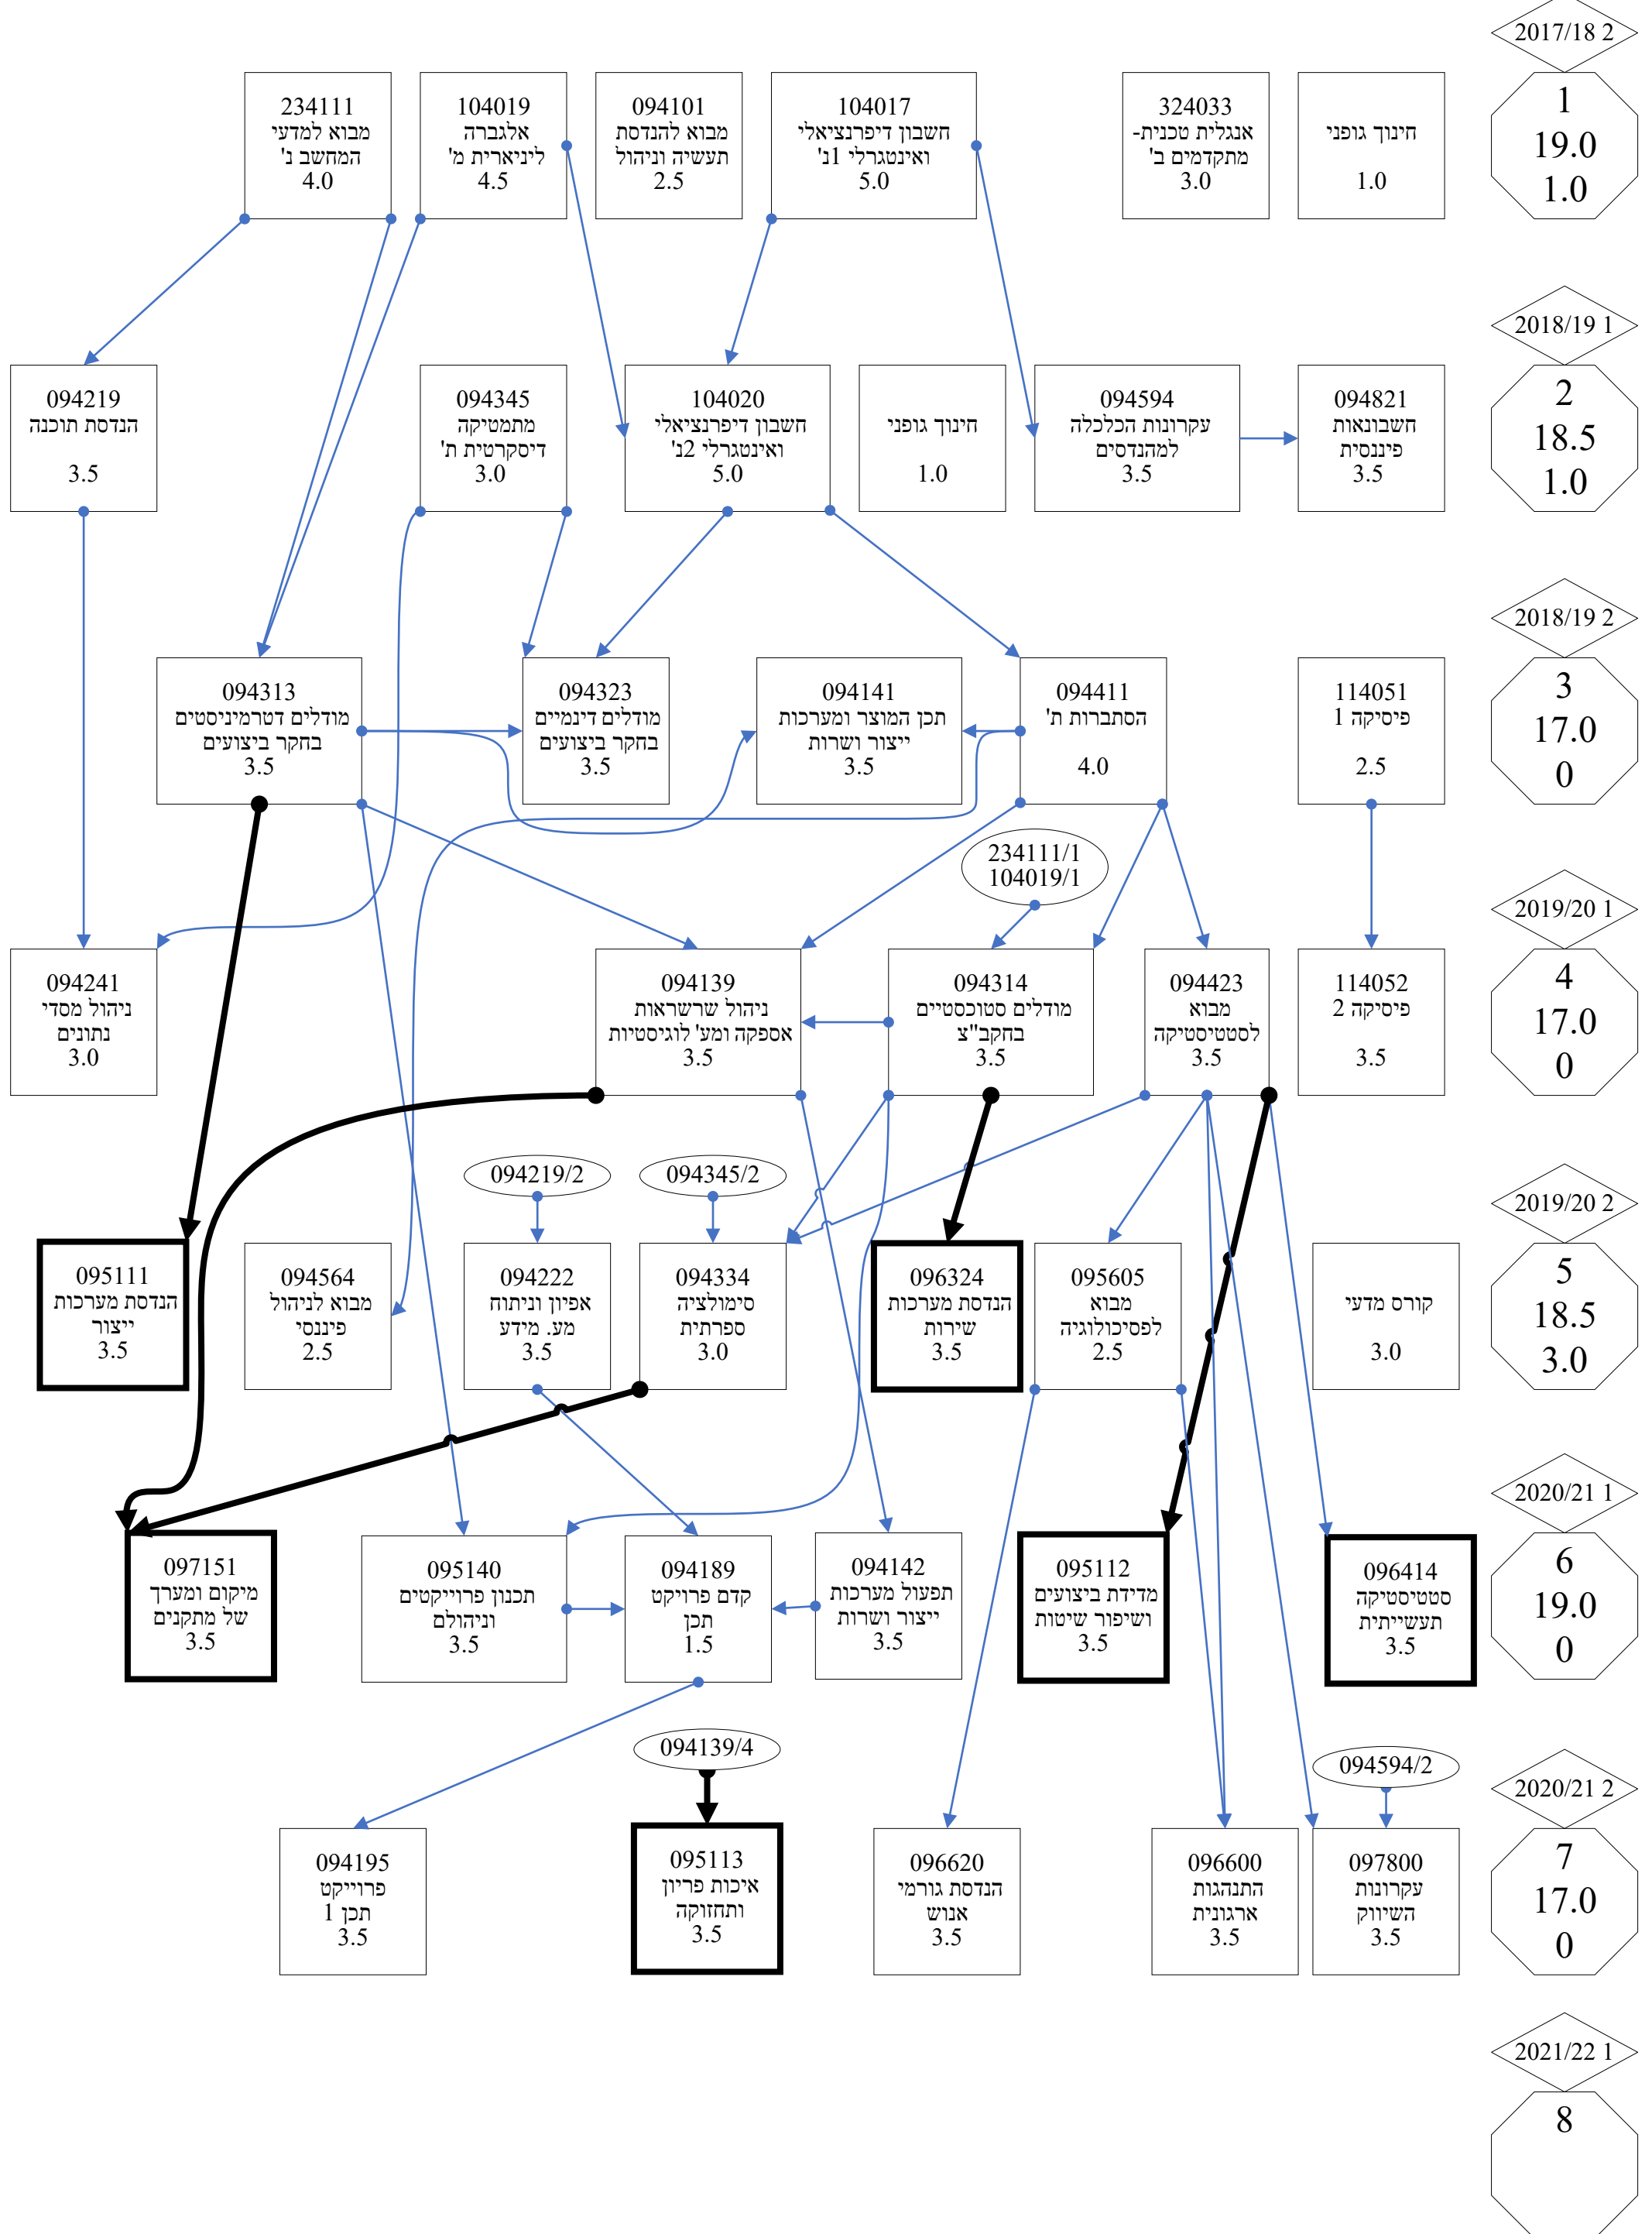 2017/18 2
1
19.0
1.0
חינוך גופני
1.0
324033
אנגלית טכנית-
מתקדמים ב'
3.0
104017
חשבון דיפרנציאלי
ואינטגרלי 1נ'
5.0
094101
מבוא להנדסת
תעשיה וניהול
2.5
104019
אלגברה
ליניארית מ'
4.5
234111
מבוא למדעי
המחשב נ'
4.0
2018/19 1
2
18.5
1.0
094821
חשבונאות
פיננסית
3.5
094594
עקרונות הכלכלה
למהנדסים
3.5
חינוך גופני
1.0
104020
חשבון דיפרנציאלי
ואינטגרלי 2נ'
5.0
094345
מתמטיקה
דיסקרטית ת'
3.0
094219
הנדסת תוכנה
3.5
2018/19 2
3
17.0
0
114051
פיסיקה 1
2.5
094411
הסתברות ת'
4.0
094141
תכן המוצר ומערכות
ייצור ושרות
3.5
094323
מודלים דינמיים
בחקר ביצועים
3.5
094313
מודלים דטרמיניסטים
בחקר ביצועים
3.5
234111/1
104019/1
2019/20 1
4
17.0
0
114052
פיסיקה 2
3.5
094423
מבוא
לסטטיסטיקה
3.5
094314
מודלים סטוכסטיים
בחקב"צ
3.5
094139
ניהול שרשראות
אספקה ומע' לוגיסטיות
3.5
094241
ניהול מסדי
נתונים
3.0
094345/2
094219/2
2019/20 2
5
18.5
3.0
קורס מדעי
3.0
095605
מבוא
לפסיכולוגיה
2.5
096324
הנדסת מערכות
שירות
3.5
094334
סימולציה
ספרתית
3.0
094222
אפיון וניתוח
מע. מידע
3.5
094564
מבוא לניהול
פיננסי
2.5
095111
הנדסת מערכות
ייצור
3.5
2020/21 1
6
19.0
0
096414
סטטיסטיקה
תעשייתית
3.5
095112
מדידת ביצועים
ושיפור שיטות
3.5
094142
תפעול מערכות
ייצור ושרות
3.5
094189
קדם פרויקט
תכן
1.5
095140
תכנון פרוייקטים
וניהולם
3.5
097151
מיקום ומערך
של מתקנים
3.5
094594/2
094139/4
2020/21 2
7
17.0
0
097800
עקרונות
השיווק
3.5
096600
התנהגות
ארגונית
3.5
096620
הנדסת גורמי
אנוש
3.5
095113
איכות פריון
ותחזוקה
3.5
094195
פרוייקט
תכן 1
3.5
2021/22 1
8